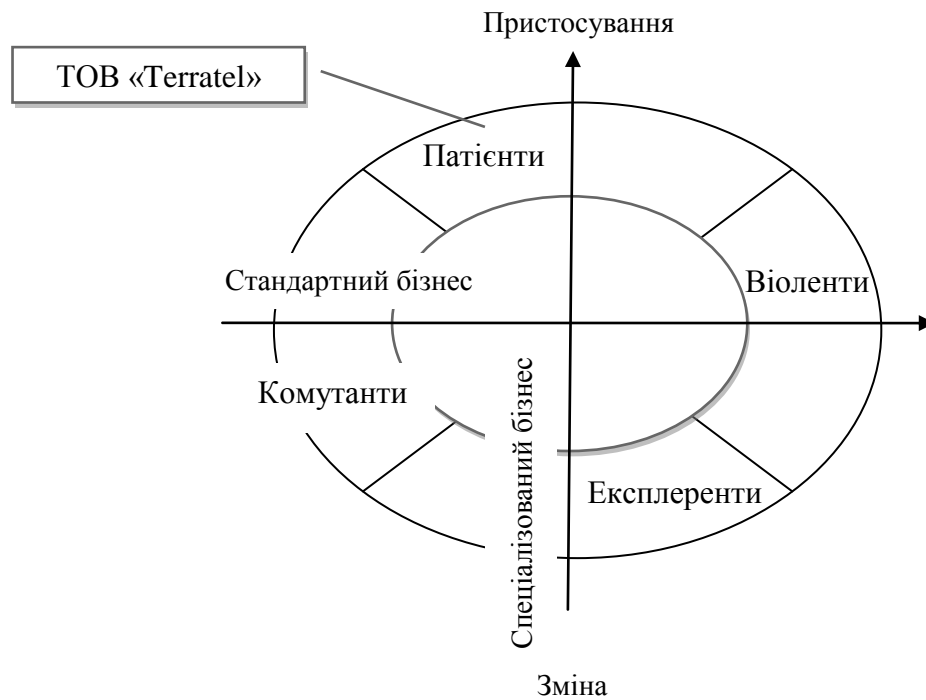 Пристосування
ТОВ «Terratel»
Патієнти
Стандартний бізнес
Віоленти
Комутанти
Спеціалізований бізнес
Експлеренти
Зміна